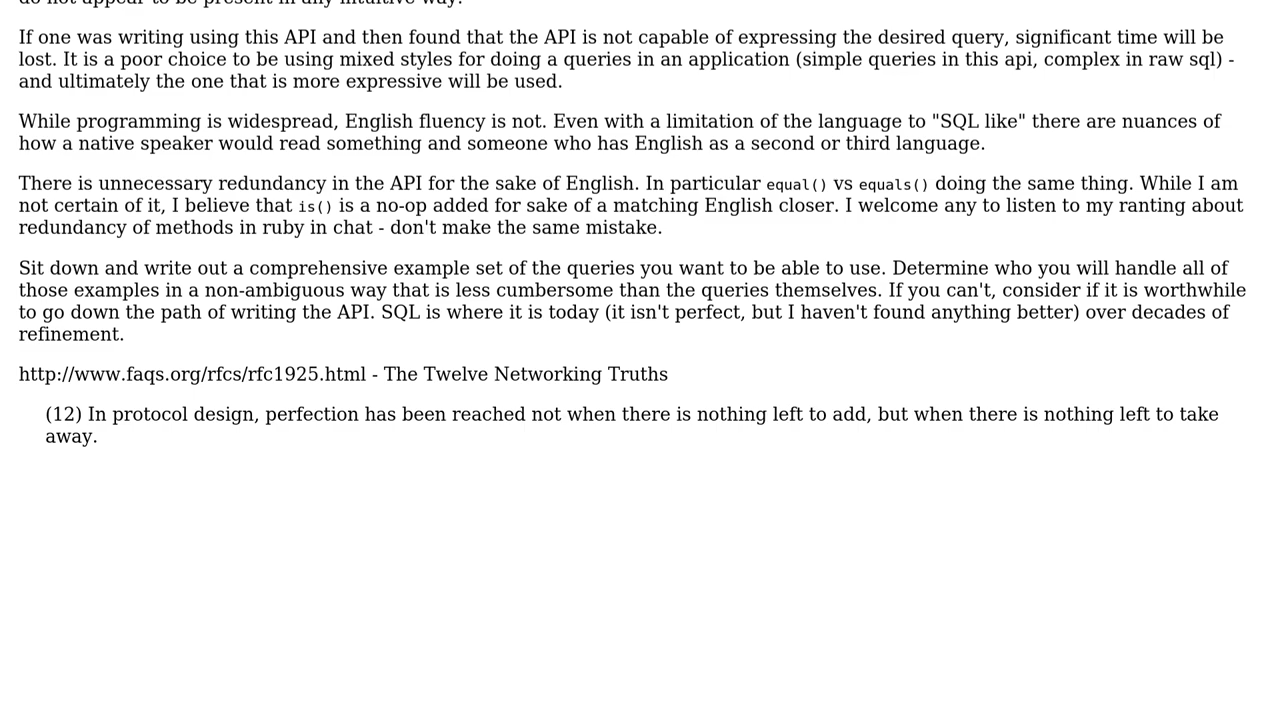 do not appear to be present in any intuitive way.
If one was writing using this API and then found that the API is not capable of expressing the desired query, significant time will be
lost. It is a poor choice to be using mixed styles for doing a queries in an application (simple queries in this api, complex in raw sql) -
and ultimately the one that is more expressive will be used.
While programming is widespread, English fluency is not. Even with a limitation of the language to "SQL like" there are nuances of
how a native speaker would read something and someone who has English as a second or third language.
There is unnecessary redundancy in the API for the sake of English. In particular equal() vs equals() doing the same thing. While I am
not certain of it, I believe that is() is a no-op added for sake of a matching English closer. I welcome any to listen to my ranting about
redundancy of methods in ruby in chat - don't make the same mistake.
Sit down and write out a comprehensive example set of the queries you want to be able to use. Determine who you will handle all of
those examples in a non-ambiguous way that is less cumbersome than the queries themselves. If you can't, consider if it is worthwhile
to go down the path of writing the API. SQL is where it is today (it isn't perfect, but I haven't found anything better) over decades of
refinement.
http://www.faqs.org/rfcs/rfc1925.html - The Twelve Networking Truths
(12) In protocol design, perfection has been reached not when there is nothing left to add, but when there is nothing left to take
away.